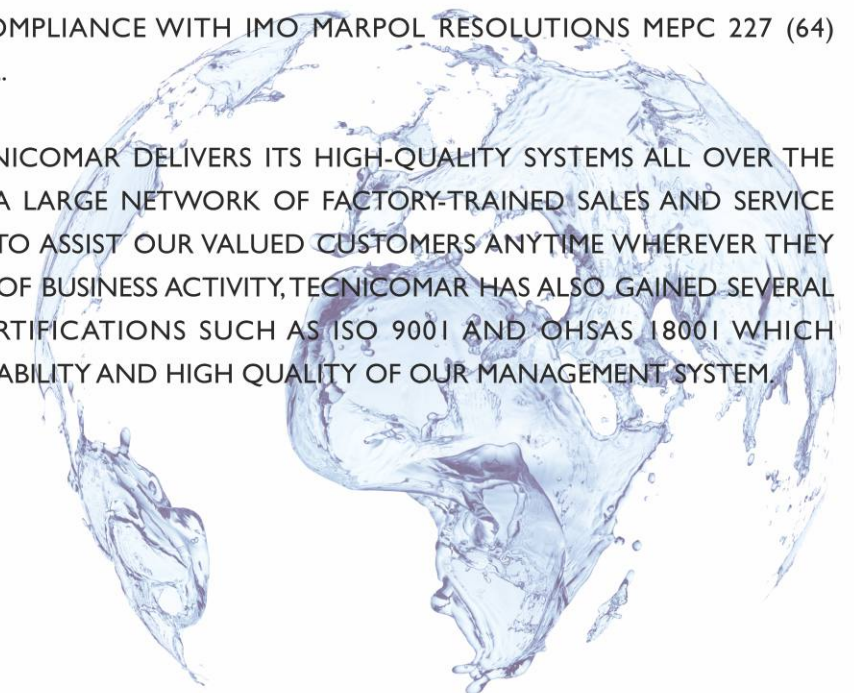 OMPLIANCE WITH IMO MARPOL RESOLUTIONS MEPC 227 (64)
..
NICOMAR DELIVERS ITS HIGH-QUALITY SYSTEMS ALL OVER THE
A LARGE NETWORK OF FACTORY-TRAINED SALES AND SERVICE
TO ASSIST OUR VALUED CUSTOMERS ANYTIME WHEREVER THEY
OF BUSINESS ACTIVITY, TECNICOMAR HAS ALSO GAINED SEVERAL
RTIFICATIONS SUCH AS ISO 9001 AND OHSAS 18001 WHICH
ABILITY AND HIGH QUALITY OF OUR MANAGEMENT SYSTEM.